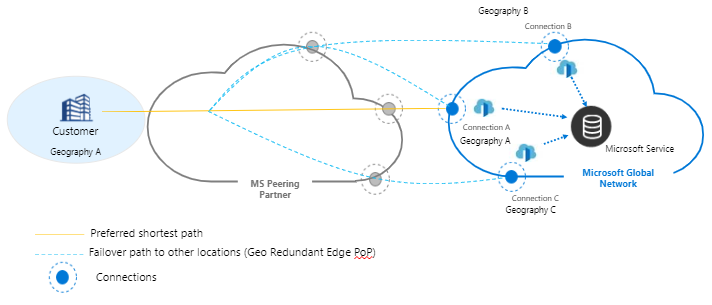 Geography B
Connection B
Customer
Geography A
Connection A
Geography A
Microsoft Service
MS Peering
Partner
Microsoft Global
Network
Connection C
Geography C
Preferred shortest path
Failover path to other locations (Geo Redundant Edge PoP)
Connections